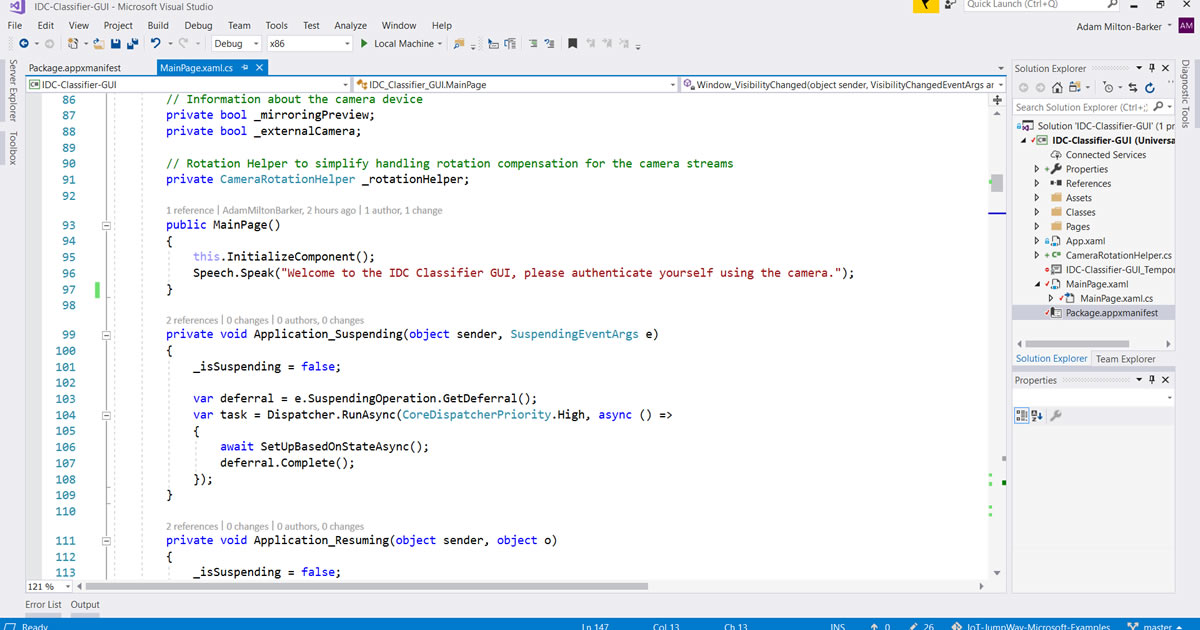 IDC-Classifier-GUI - Microsoft Visual Studio
Quick Launch (Ctrl+Q)
File Edit View Project Build Debug Team Tools Test Analyze Window Help
Adam Milton-Barker AM
Debug x86 Local Machine
Server Explorer
Toolbox
Package.appxmanifest MainPage.xaml.cs
IDC-Classifier-GUI IDC_Classifier_GUI.MainPage Window_VisibilityChanged(object sender, VisibilityChangedEventArgs ar
86 // Information about the camera device
87 private bool _mirroringPreview;
88 private bool _externalCamera;
89
90 // Rotation Helper to simplify handling rotation compensation for the camera streams
91 private CameraRotationHelper _rotationHelper;
92
1 reference | AdamMiltonBarker, 2 hours ago | 1 author, 1 change
93 public MainPage()
94 {
95 this.InitializeComponent();
96 Speech.Speak("Welcome to the IDC Classifier GUI, please authenticate yourself using the camera.");
97 }
98
2 references | 0 changes | 0 authors, 0 changes
99 private void Application_Suspending(object sender, SuspendingEventArgs e)
100 {
101 _isSuspending = false;
102
103 var deferral = e.SuspendingOperation.GetDeferral();
104 var task = Dispatcher.RunAsync(CoreDispatcherPriority.High, async () =>
105 {
106 await SetUpBasedOnStateAsync();
107 deferral.Complete();
108 });
109 }
110
2 references | 0 changes | 0 authors, 0 changes
111 private void Application_Resuming(object sender, object o)
112 {
113 _isSuspending = false;
121 %
Solution Explorer
Search Solution Explorer (Ctrl+;)
Solution 'IDC-Classifier-GUI' (1 pr
IDC-Classifier-GUI (Universa
Connected Services
Properties
References
Assets
Classes
Pages
App.xaml
CameraRotationHelper.cs
IDC-Classifier-GUI_Tempor
MainPage.xaml
MainPage.xaml.cs
Package.appxmanifest
Solution Explorer Team Explorer
Properties
Diagnostic Tools
Error List Output
Ready Ln 147 Col 13 Ch 13 INS 0 26 IoT-JumpWay-Microsoft-Examples master